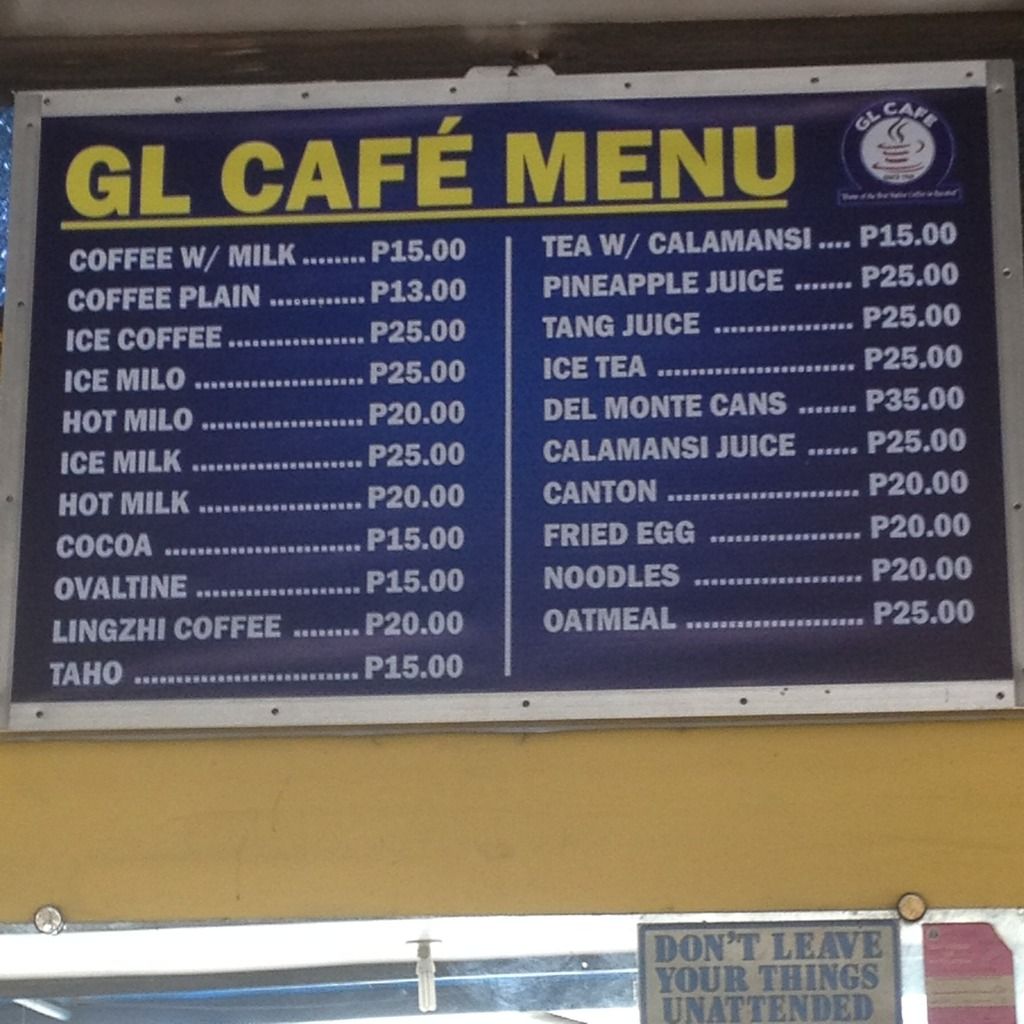 GL CAFÉ MENU
GL CAFE
COFFEE W/ MILK ........ P15.00
COFFEE PLAIN ............ P13.00
ICE COFFEE ................. P25.00
ICE MILO ..................... P25.00
HOT MILO .................... P20.00
ICE MILK ..................... P25.00
HOT MILK .................... P20.00
COCOA ........................ P15.00
OVALTINE .................... P15.00
LINGZHI COFFEE ........ P20.00
TAHO ............................ P15.00
TEA W/ CALAMANSI .... P15.00
PINEAPPLE JUICE ....... P25.00
TANG JUICE ................. P25.00
ICE TEA ........................ P25.00
DEL MONTE CANS ....... P35.00
CALAMANSI JUICE ...... P25.00
CANTON ........................ P20.00
FRIED EGG ................... P20.00
NOODLES ..................... P20.00
OATMEAL ...................... P25.00
DON'T LEAVE
YOUR THINGS
UNATTENDED